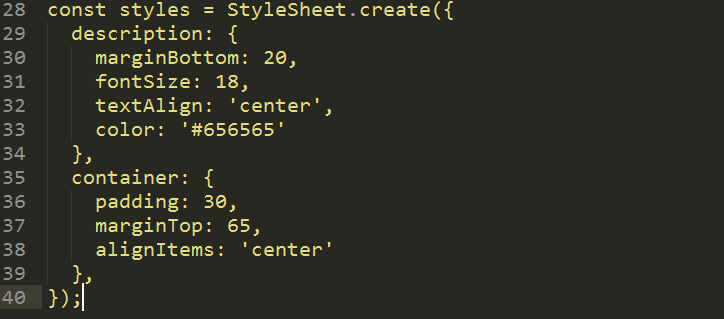 28 const styles = StyleSheet.create({
29   description: {
30     marginBottom: 20,
31     fontSize: 18,
32     textAlign: 'center',
33     color: '#656565'
34   },
35   container: {
36     padding: 30,
37     marginTop: 65,
38     alignItems: 'center'
39   },
40 });